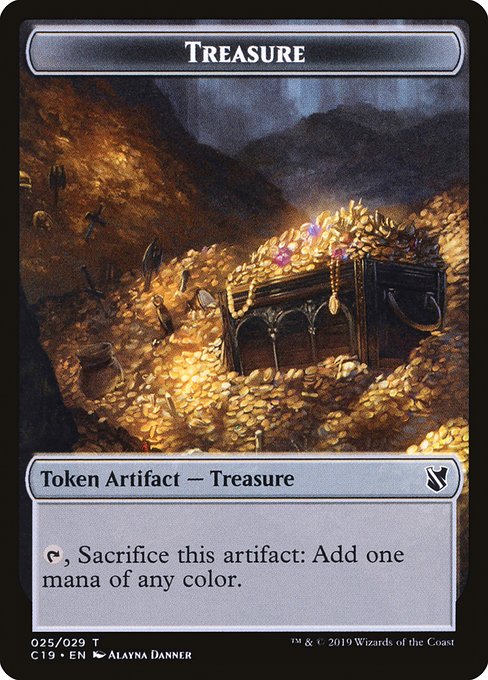 Treasure
Token Artifact — Treasure
, Sacrifice this artifact: Add one
mana of any color.
025/029 T
C19 • EN Alayna Danner
™ & © 2019 Wizards of the Coast